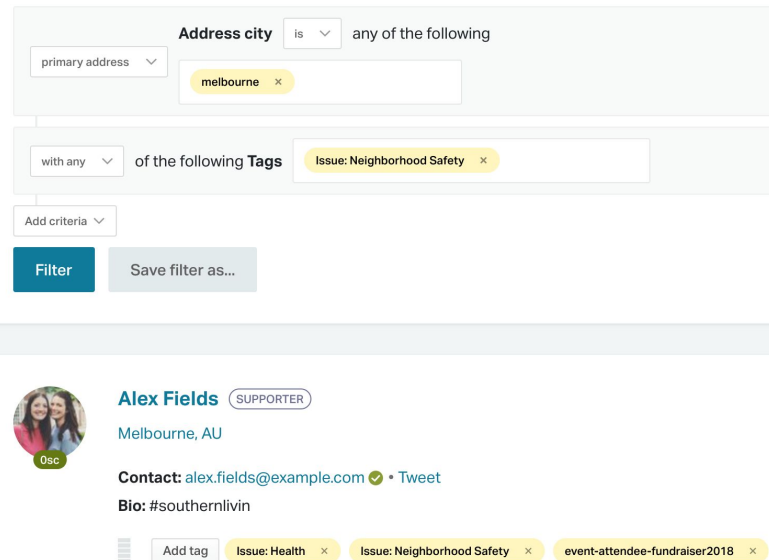 Address city is any of the following
primary address
melbourne ×
with any of the following Tags Issue: Neighborhood Safety ×
Add criteria
Filter Save filter as...
Alex Fields SUPPORTER
Melbourne, AU
0sc
Contact: alex.fields@example.com • Tweet
Bio: #southernlivin
Add tag Issue: Health × Issue: Neighborhood Safety × event-attendee-fundraiser2018 ×